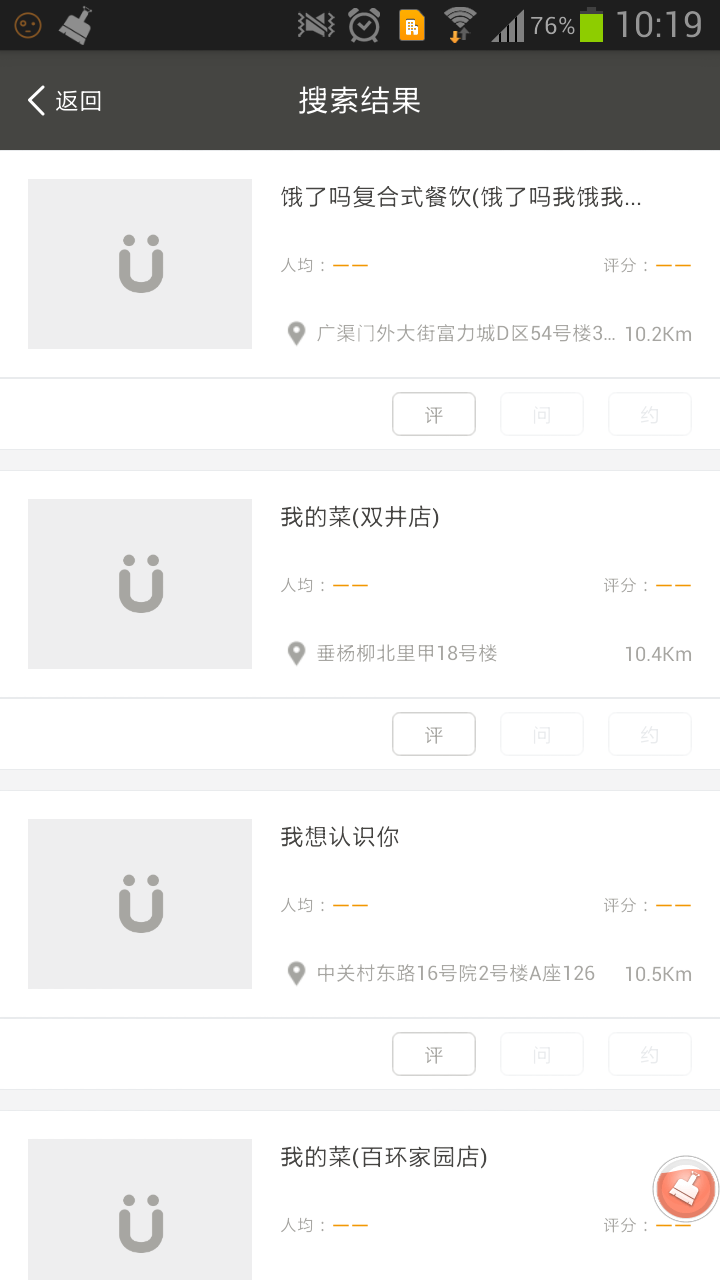 76% 10:19
返回 搜索结果
饿了吗复合式餐饮(饿了吗我饿我...
人均：—— 评分：——
广渠门外大街富力城D区54号楼3... 10.2Km
评 问 约
我的菜(双井店)
人均：—— 评分：——
垂杨柳北里甲18号楼 10.4Km
评 问 约
我想认识你
人均：—— 评分：——
中关村东路16号院2号楼A座126 10.5Km
评 问 约
我的菜(百环家园店)
人均：—— 评分：——